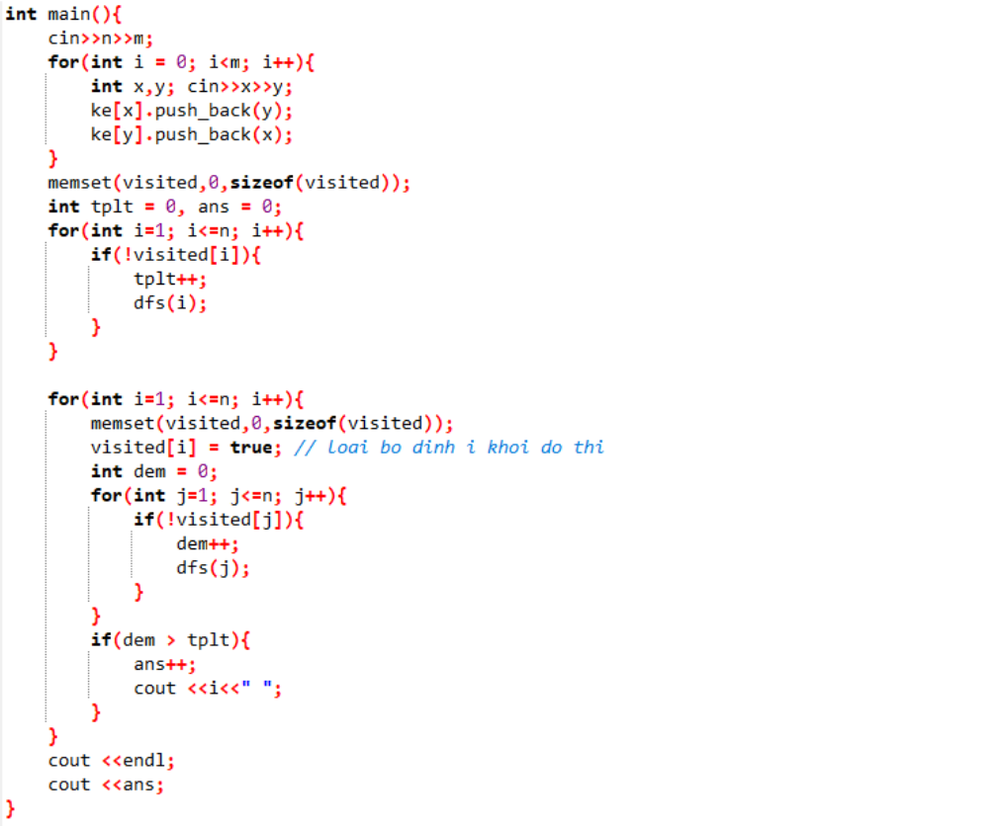 int main(){
    cin>>n>>m;
    for(int i = 0; i<m; i++){
        int x,y; cin>>x>>y;
        ke[x].push_back(y);
        ke[y].push_back(x);
    }
    memset(visited,0,sizeof(visited));
    int tplt = 0, ans = 0;
    for(int i=1; i<=n; i++){
        if(!visited[i]){
            tplt++;
            dfs(i);
        }
    }

    for(int i=1; i<=n; i++){
        memset(visited,0,sizeof(visited));
        visited[i] = true; // loai bo dinh i khoi do thi
        int dem = 0;
        for(int j=1; j<=n; j++){
            if(!visited[j]){
                dem++;
                dfs(j);
            }
        }
        if(dem > tplt){
            ans++;
            cout <<i<<" ";
        }
    }
    cout <<endl;
    cout <<ans;
}